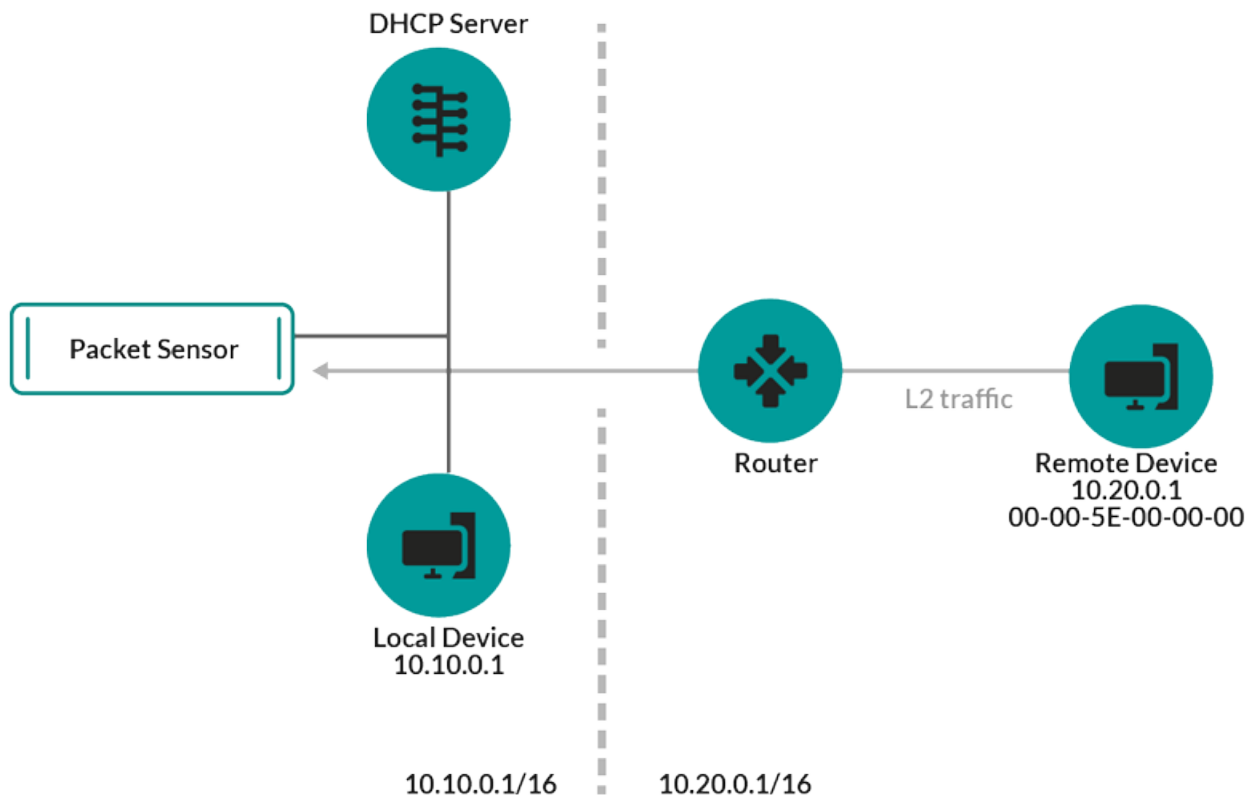 DHCP Server
Packet Sensor
L2 traffic
Router
Remote Device
10.20.0.1
00-00-5E-00-00-00
Local Device
10.10.0.1
10.10.0.1/16
10.20.0.1/16